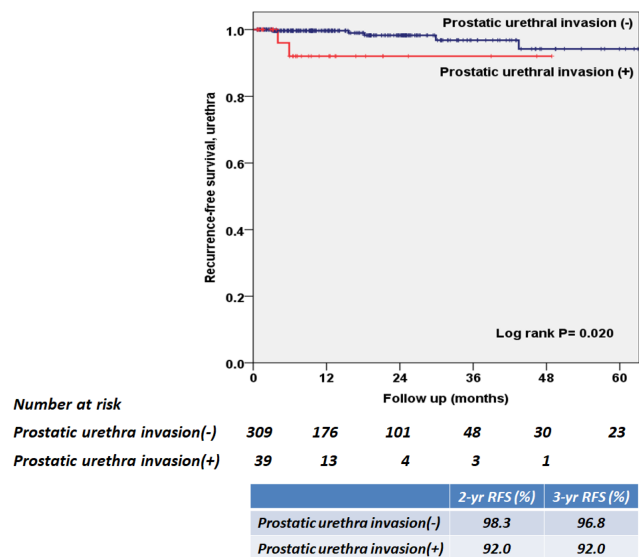 Prostatic urethral invasion (-)
Prostatic urethral invasion (+)
Recurrence-free survival, urethra
1.0
0.8
0.6
0.4
0.2
0.0
Log rank P= 0.020
0 12 24 36 48 60
Follow up (months)
Number at risk
Prostatic urethra invasion(-) 309 176 101 48 30 23
Prostatic urethra invasion(+) 39 13 4 3 1
2-yr RFS (%) 3-yr RFS (%)
Prostatic urethra invasion(-) 98.3 96.8
Prostatic urethra invasion(+) 92.0 92.0